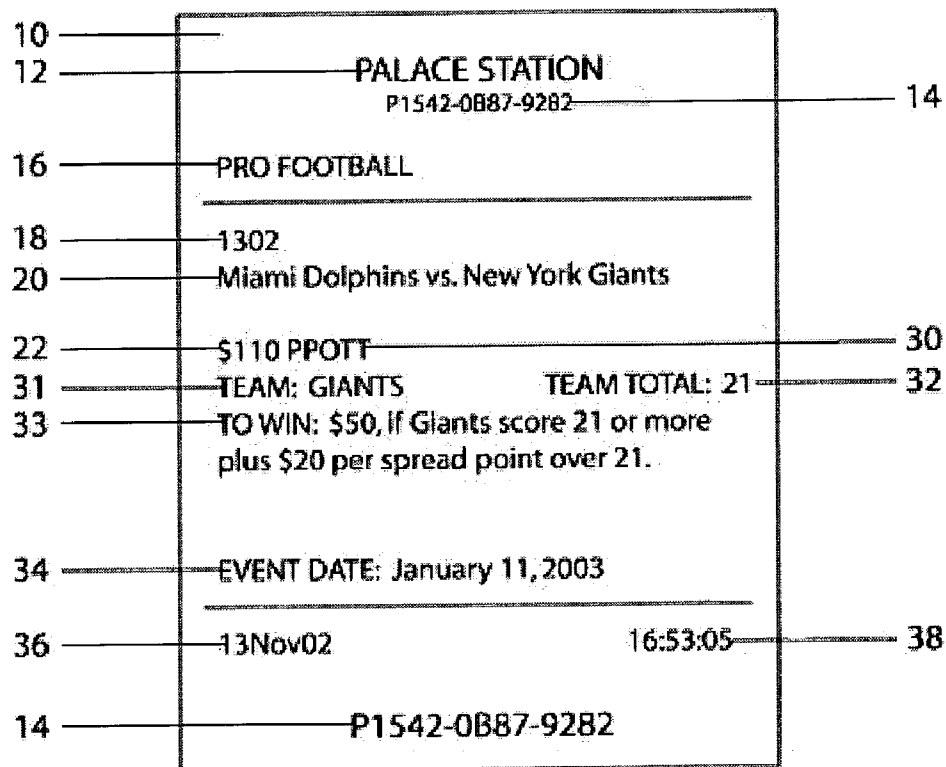 10
12 PALACE STATION
P1542-0B87-9282 14
16 PRO FOOTBALL
18 1302
20 Miami Dolphins vs. New York Giants
22 $110 PPOTT 30
31 TEAM: GIANTS TEAM TOTAL: 21 32
33 TO WIN: $50, if Giants score 21 or more
plus $20 per spread point over 21.
34 EVENT DATE: January 11, 2003
36 13Nov02 16:53:05 38
14 P1542-0B87-9282